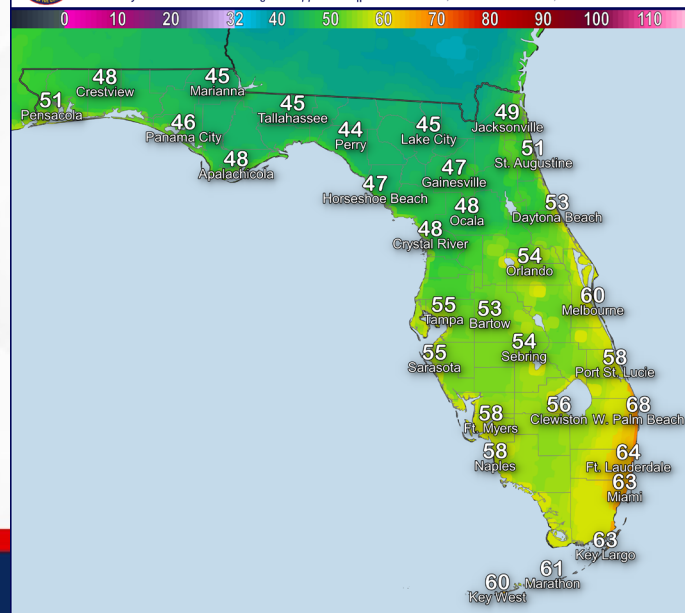 0 10 20 32 40 50 60 70 80 90 100 110
48
Crestview
45
Marianna
51
Pensacola
45
Tallahassee
46
Panama City
44
Perry
45
Lake City
49
Jacksonville
48
Apalachicola
51
St. Augustine
47
Gainesville
47
Horseshoe Beach
48
Ocala
53
Daytona Beach
48
Crystal River
54
Orlando
60
Melbourne
55
Tampa
53
Bartow
54
Sebring
55
Sarasota
58
Port St. Lucie
56
Clewiston
68
W. Palm Beach
58
Ft. Myers
64
Ft. Lauderdale
58
Naples
63
Miami
63
Key Largo
61
Marathon
60
Key West